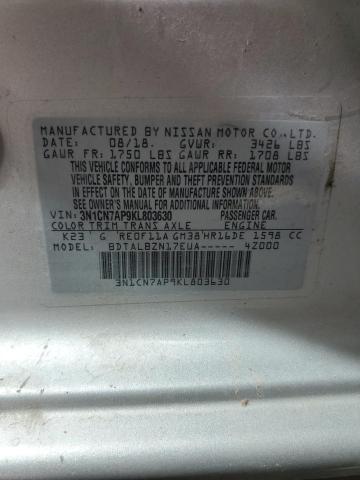 MANUFACTURED BY NISSAN MOTOR CO.,LTD.
DATE: 08/18. GVWR: 3426 LBS
GAWR FR: 1750 LBS GAWR RR: 1708 LBS
THIS VEHICLE CONFORMS TO ALL APPLICABLE FEDERAL MOTOR
VEHICLE SAFETY, BUMPER AND THEFT PREVENTION STANDARDS
IN EFFECT ON THE DATE OF MANUFACTURE SHOWN ABOVE.
SEE OWNER'S MANUAL FOR ADDITIONAL INFORMATION.
VIN: 3N1CN7AP9KL803630 PASSENGER CAR.
COLOR TRIM TRANS AXLE ENGINE
K23 G RE0F11A GM38 HR16DE 1598 CC
MODEL: BDTALBZN17EUA----- 4Z000
3N1CN7AP9KL803630